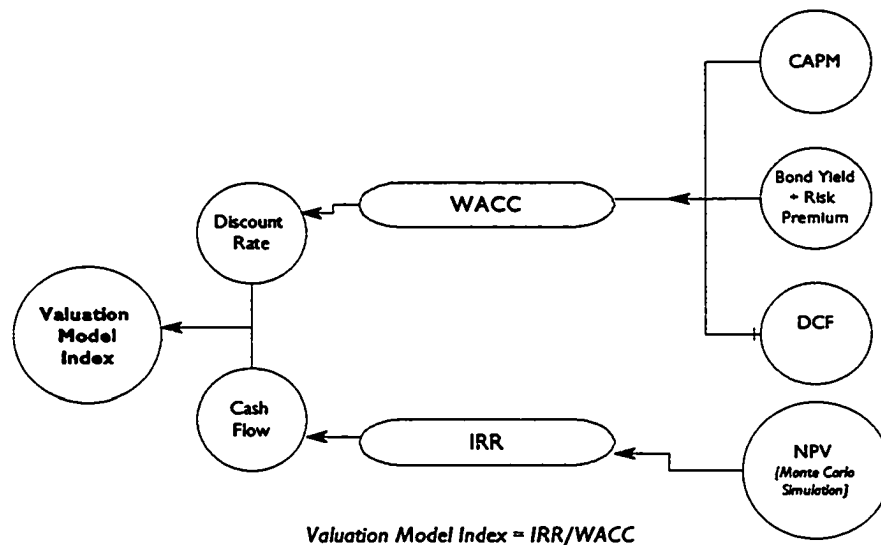 CAPM
Bond Yield
+ Risk
Premium
WACC
Discount
Rate
Valuation
Model
Index
DCF
Cash
Flow
IRR
NPV
[Monte Carlo
Simulation]
Valuation Model Index = IRR/WACC